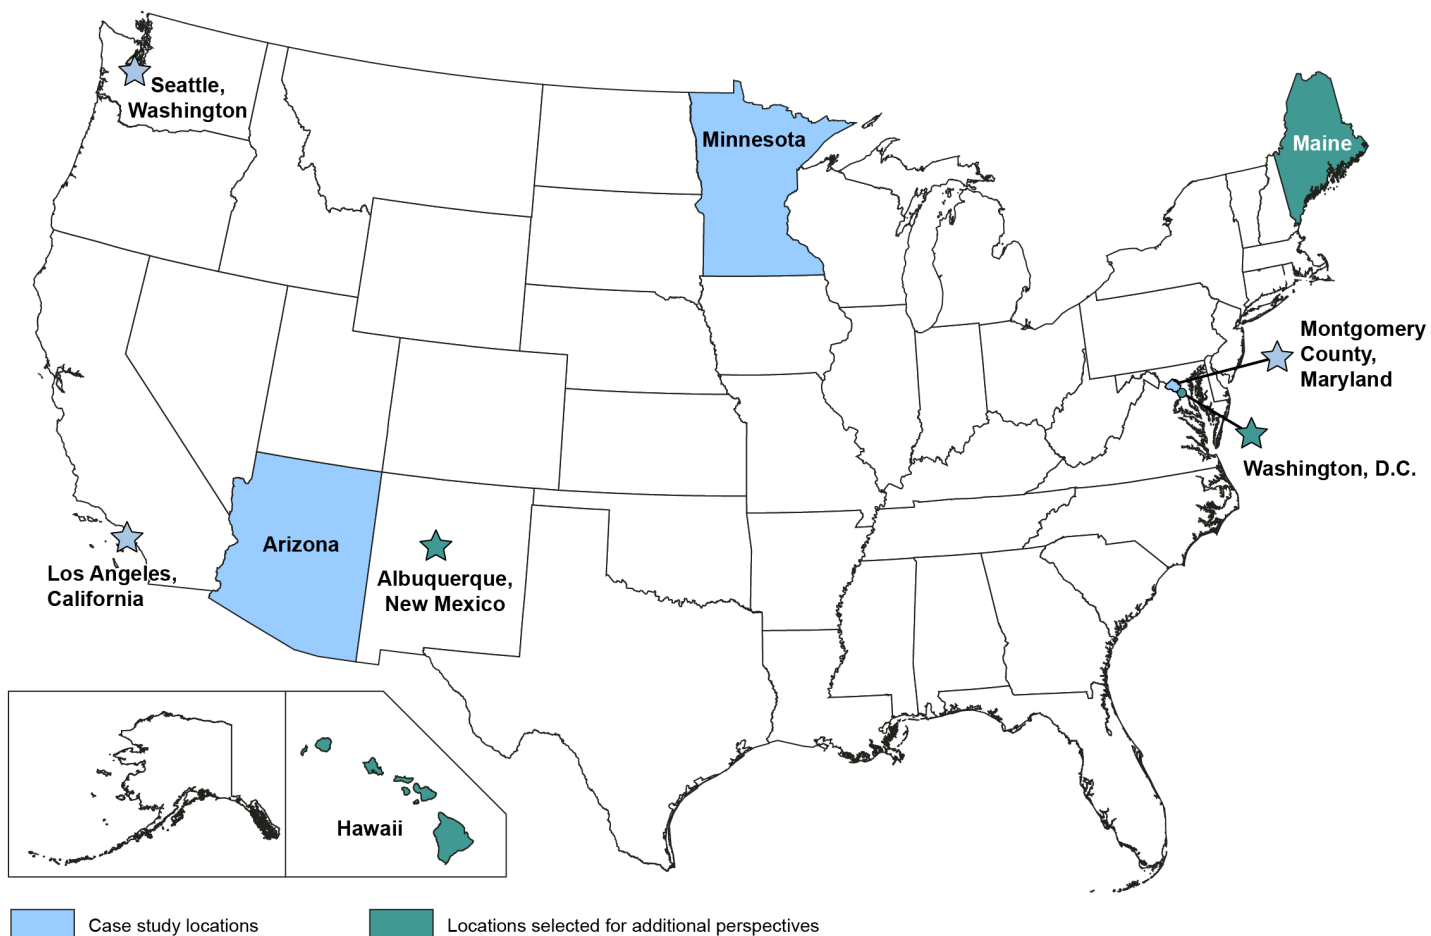 Seattle,
Washington
Minnesota
Maine
Montgomery
County,
Maryland
Washington, D.C.
Arizona
Los Angeles,
California
Albuquerque,
New Mexico
Hawaii
Case study locations
Locations selected for additional perspectives